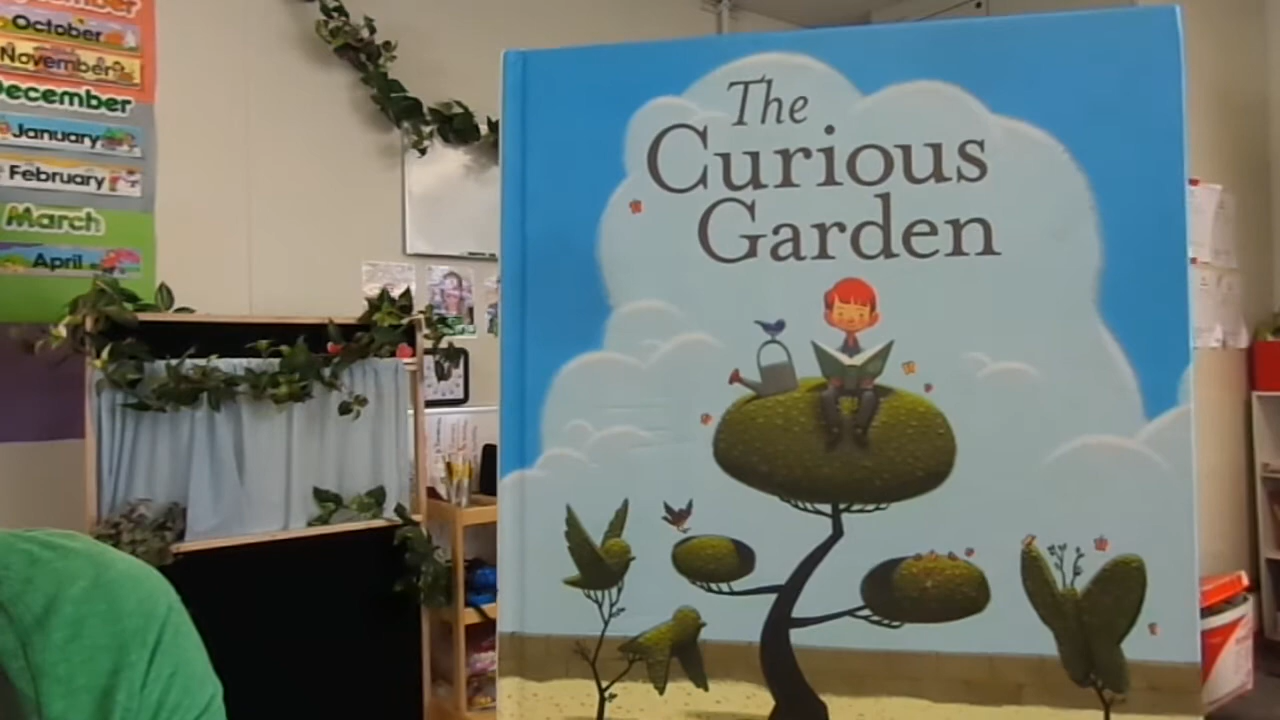 October
November
December
January
February
March
April
The
Curious
Garden